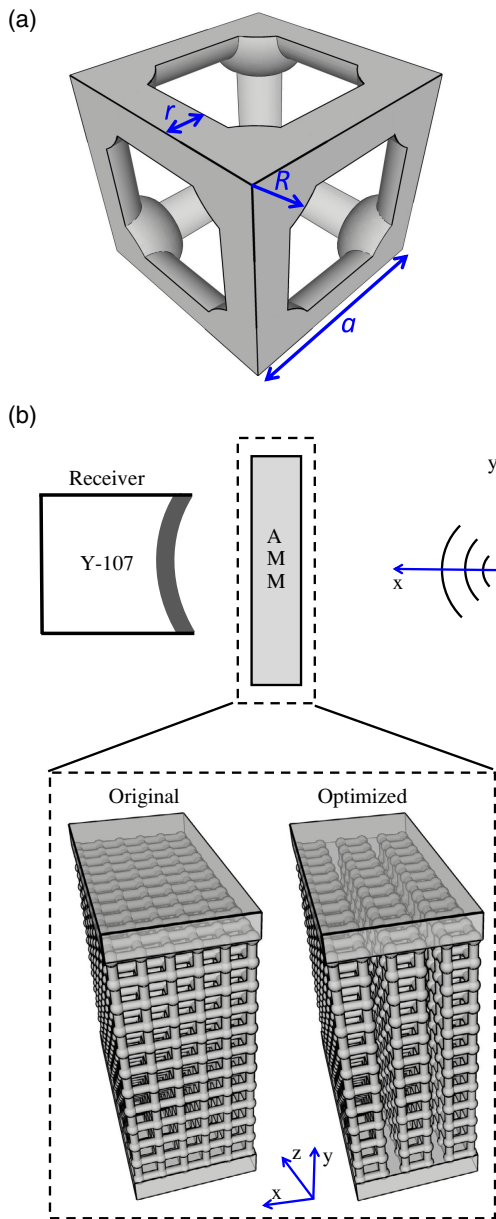 (a)
r
R
a
(b)
Receiver
Y-107
A
M
M
y
x
Original
Optimized
z
y
x